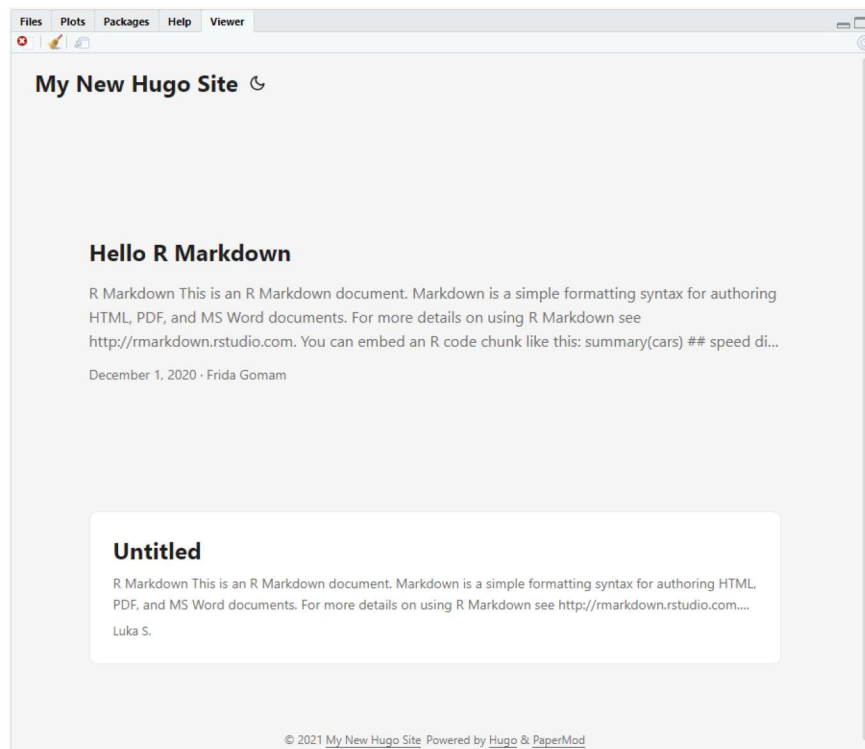 Files Plots Packages Help Viewer
My New Hugo Site
Hello R Markdown
R Markdown This is an R Markdown document. Markdown is a simple formatting syntax for authoring
HTML, PDF, and MS Word documents. For more details on using R Markdown see
http://rmarkdown.rstudio.com. You can embed an R code chunk like this: summary(cars) ## speed di...
December 1, 2020 · Frida Gomam
Untitled
R Markdown This is an R Markdown document. Markdown is a simple formatting syntax for authoring HTML,
PDF, and MS Word documents. For more details on using R Markdown see http://rmarkdown.rstudio.com....
Luka S.
© 2021 My New Hugo Site Powered by Hugo & PaperMod